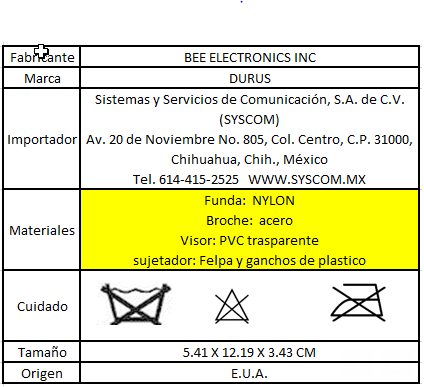 Fabricante BEE ELECTRONICS INC
Marca DURUS
Importador
Sistemas y Servicios de Comunicación, S.A. de C.V.
(SYSCOM)
Av. 20 de Noviembre No. 805, Col. Centro, C.P. 31000,
Chihuahua, Chih., México
Tel. 614-415-2525 WWW.SYSCOM.MX
Materiales
Funda: NYLON
Broche: acero
Visor: PVC trasparente
sujetador: Felpa y ganchos de plastico
Cuidado
Tamaño 5.41 X 12.19 X 3.43 CM
Origen E.U.A.